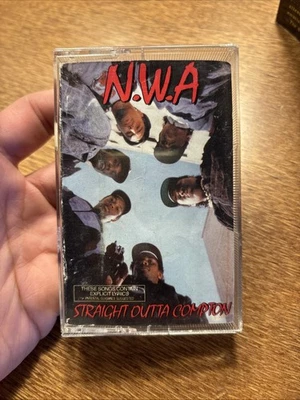 N.W.A
THESE SONGS CONTAIN
EXPLICIT LYRICS
STRAIGHT OUTTA COMPTON